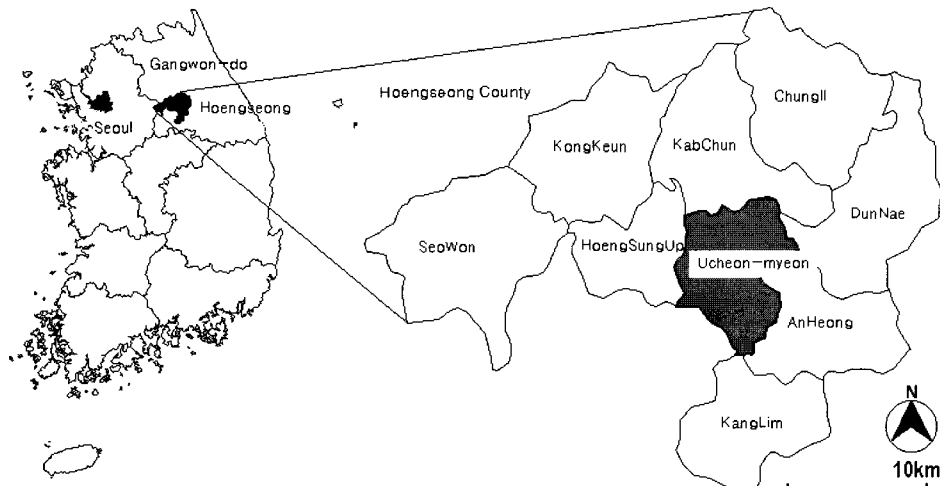 Gangwon-do
Hoengseong
Seoul
Hoengseong County
ChungIl
KongKeun
KabChun
DunNae
SeoWon
HoengSungUp
Ucheon-myeon
AnHeong
KangLim
N
10km